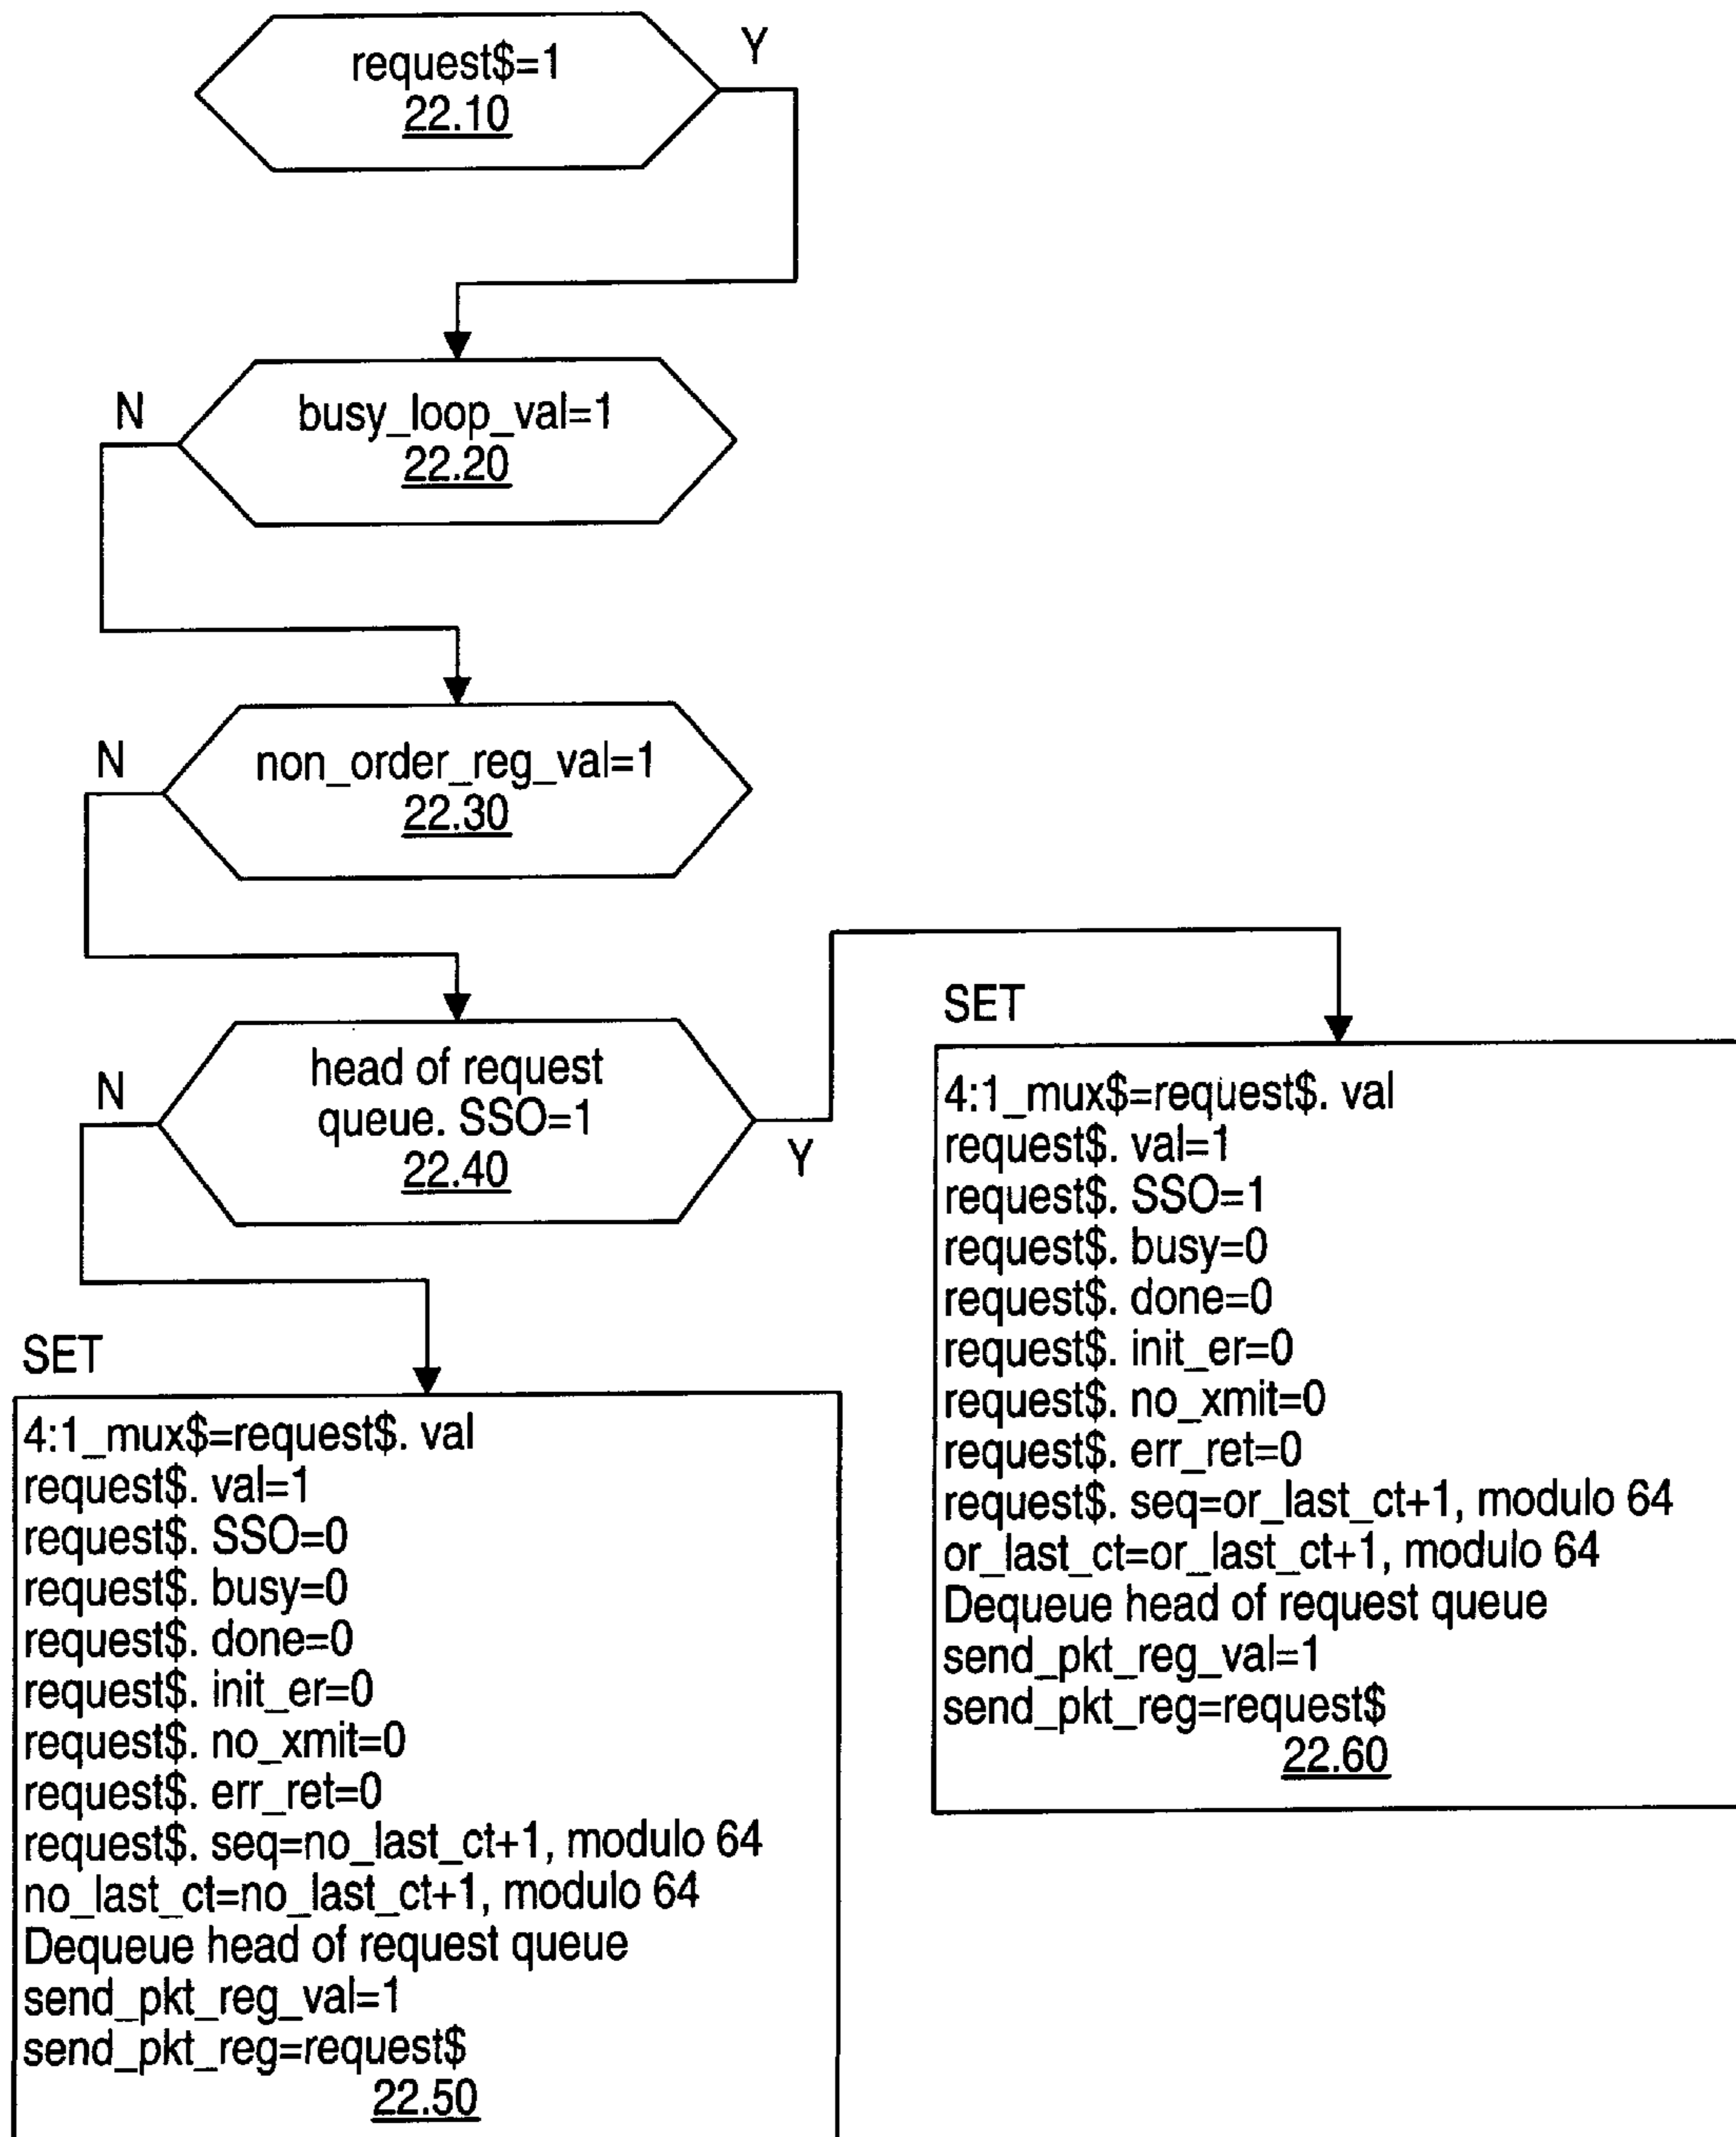 request$=1
22.10
Y
busy_loop_val=1
22.20
N
non_order_reg_val=1
22.30
N
head of request
queue. SSO=1
22.40
N
Y
SET
4:1_mux$=request$. val
request$. val=1
request$. SSO=0
request$. busy=0
request$. done=0
request$. init_er=0
request$. no_xmit=0
request$. err_ret=0
request$. seq=no_last_ct+1, modulo 64
no_last_ct=no_last_ct+1, modulo 64
Dequeue head of request queue
send_pkt_reg_val=1
send_pkt_reg=request$
22.50
SET
4:1_mux$=request$. val
request$. val=1
request$. SSO=1
request$. busy=0
request$. done=0
request$. init_er=0
request$. no_xmit=0
request$. err_ret=0
request$. seq=or_last_ct+1, modulo 64
or_last_ct=or_last_ct+1, modulo 64
Dequeue head of request queue
send_pkt_reg_val=1
send_pkt_reg=request$
22.60